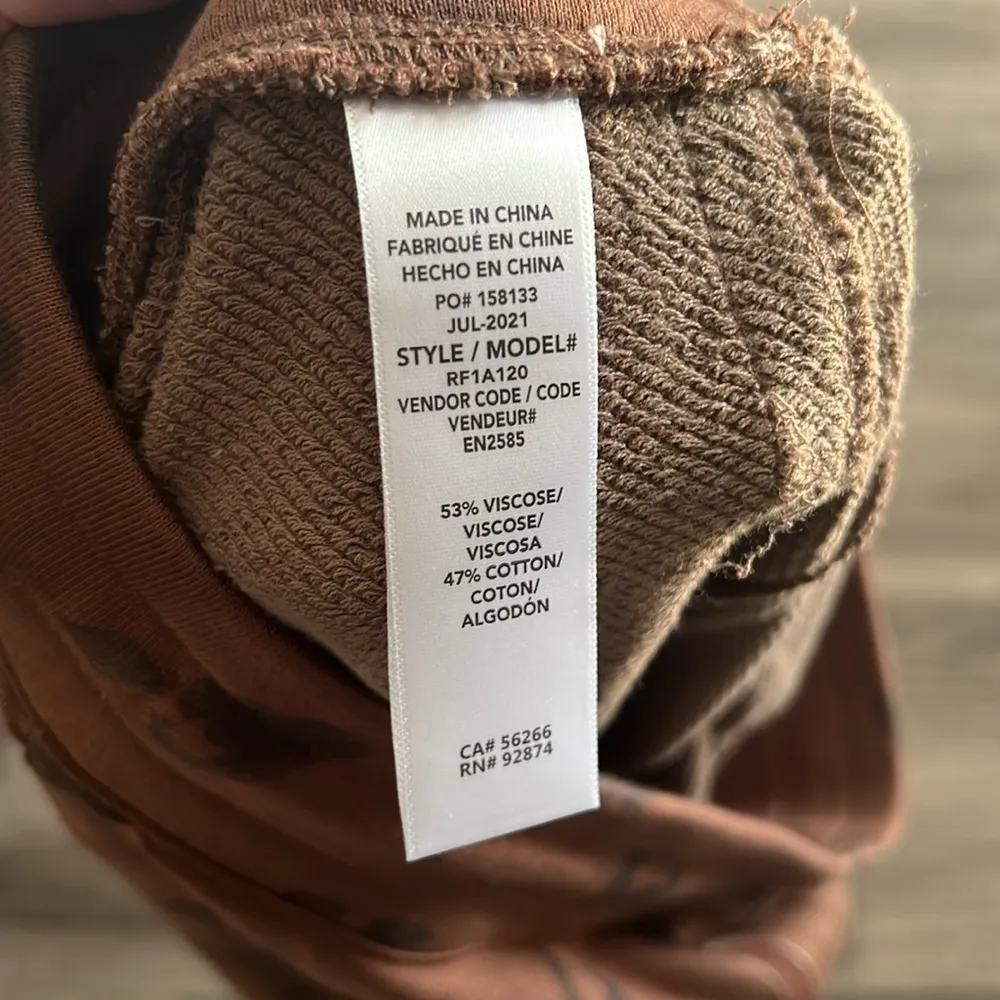 MADE IN CHINA
FABRIQUÉ EN CHINE
HECHO EN CHINA
PO# 158133
JUL-2021
STYLE / MODEL#
RF1A120
VENDOR CODE / CODE
VENDEUR#
EN2585
53% VISCOSE/
VISCOSE/
VISCOSA
47% COTTON/
COTON/
ALGODÓN
CA# 56266
RN# 92874